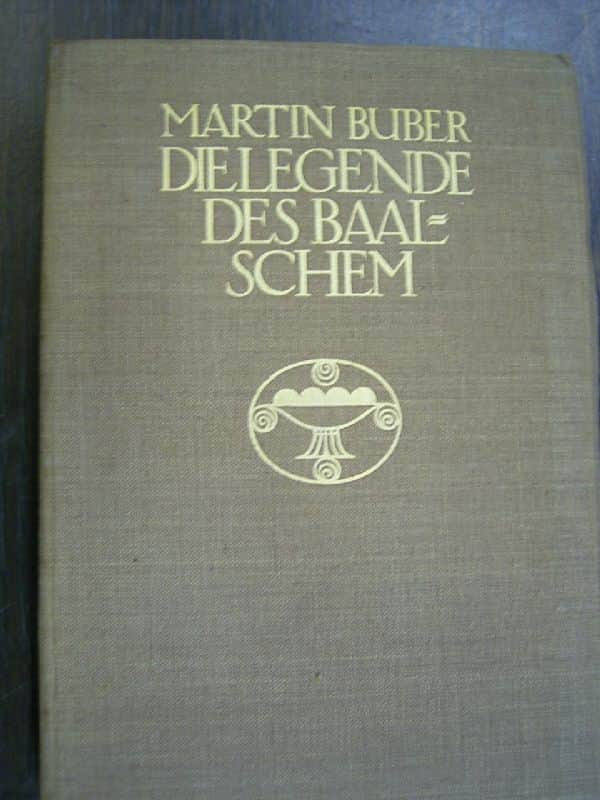 MARTIN BUBER
DIE LEGENDE
DES BAAL=
SCHEM